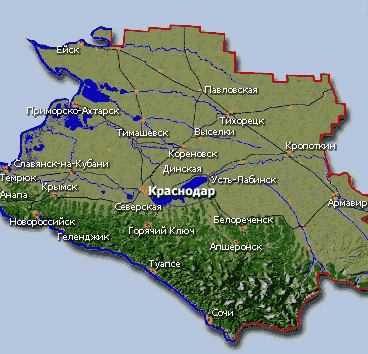 Ейск
Павловская
Приморско-Ахтарск
Тихорецк
Тимашевск
Выселки
Кропоткин
Кореновск
Славянск-на-Кубани
Динская
Темрюк
Усть-Лабинск
Крымск
Краснодар
Анапа
Армавир
Северская
Новороссийск
Белореченск
Горячий Ключ
Геленджик
Апшеронск
Туапсе
Сочи